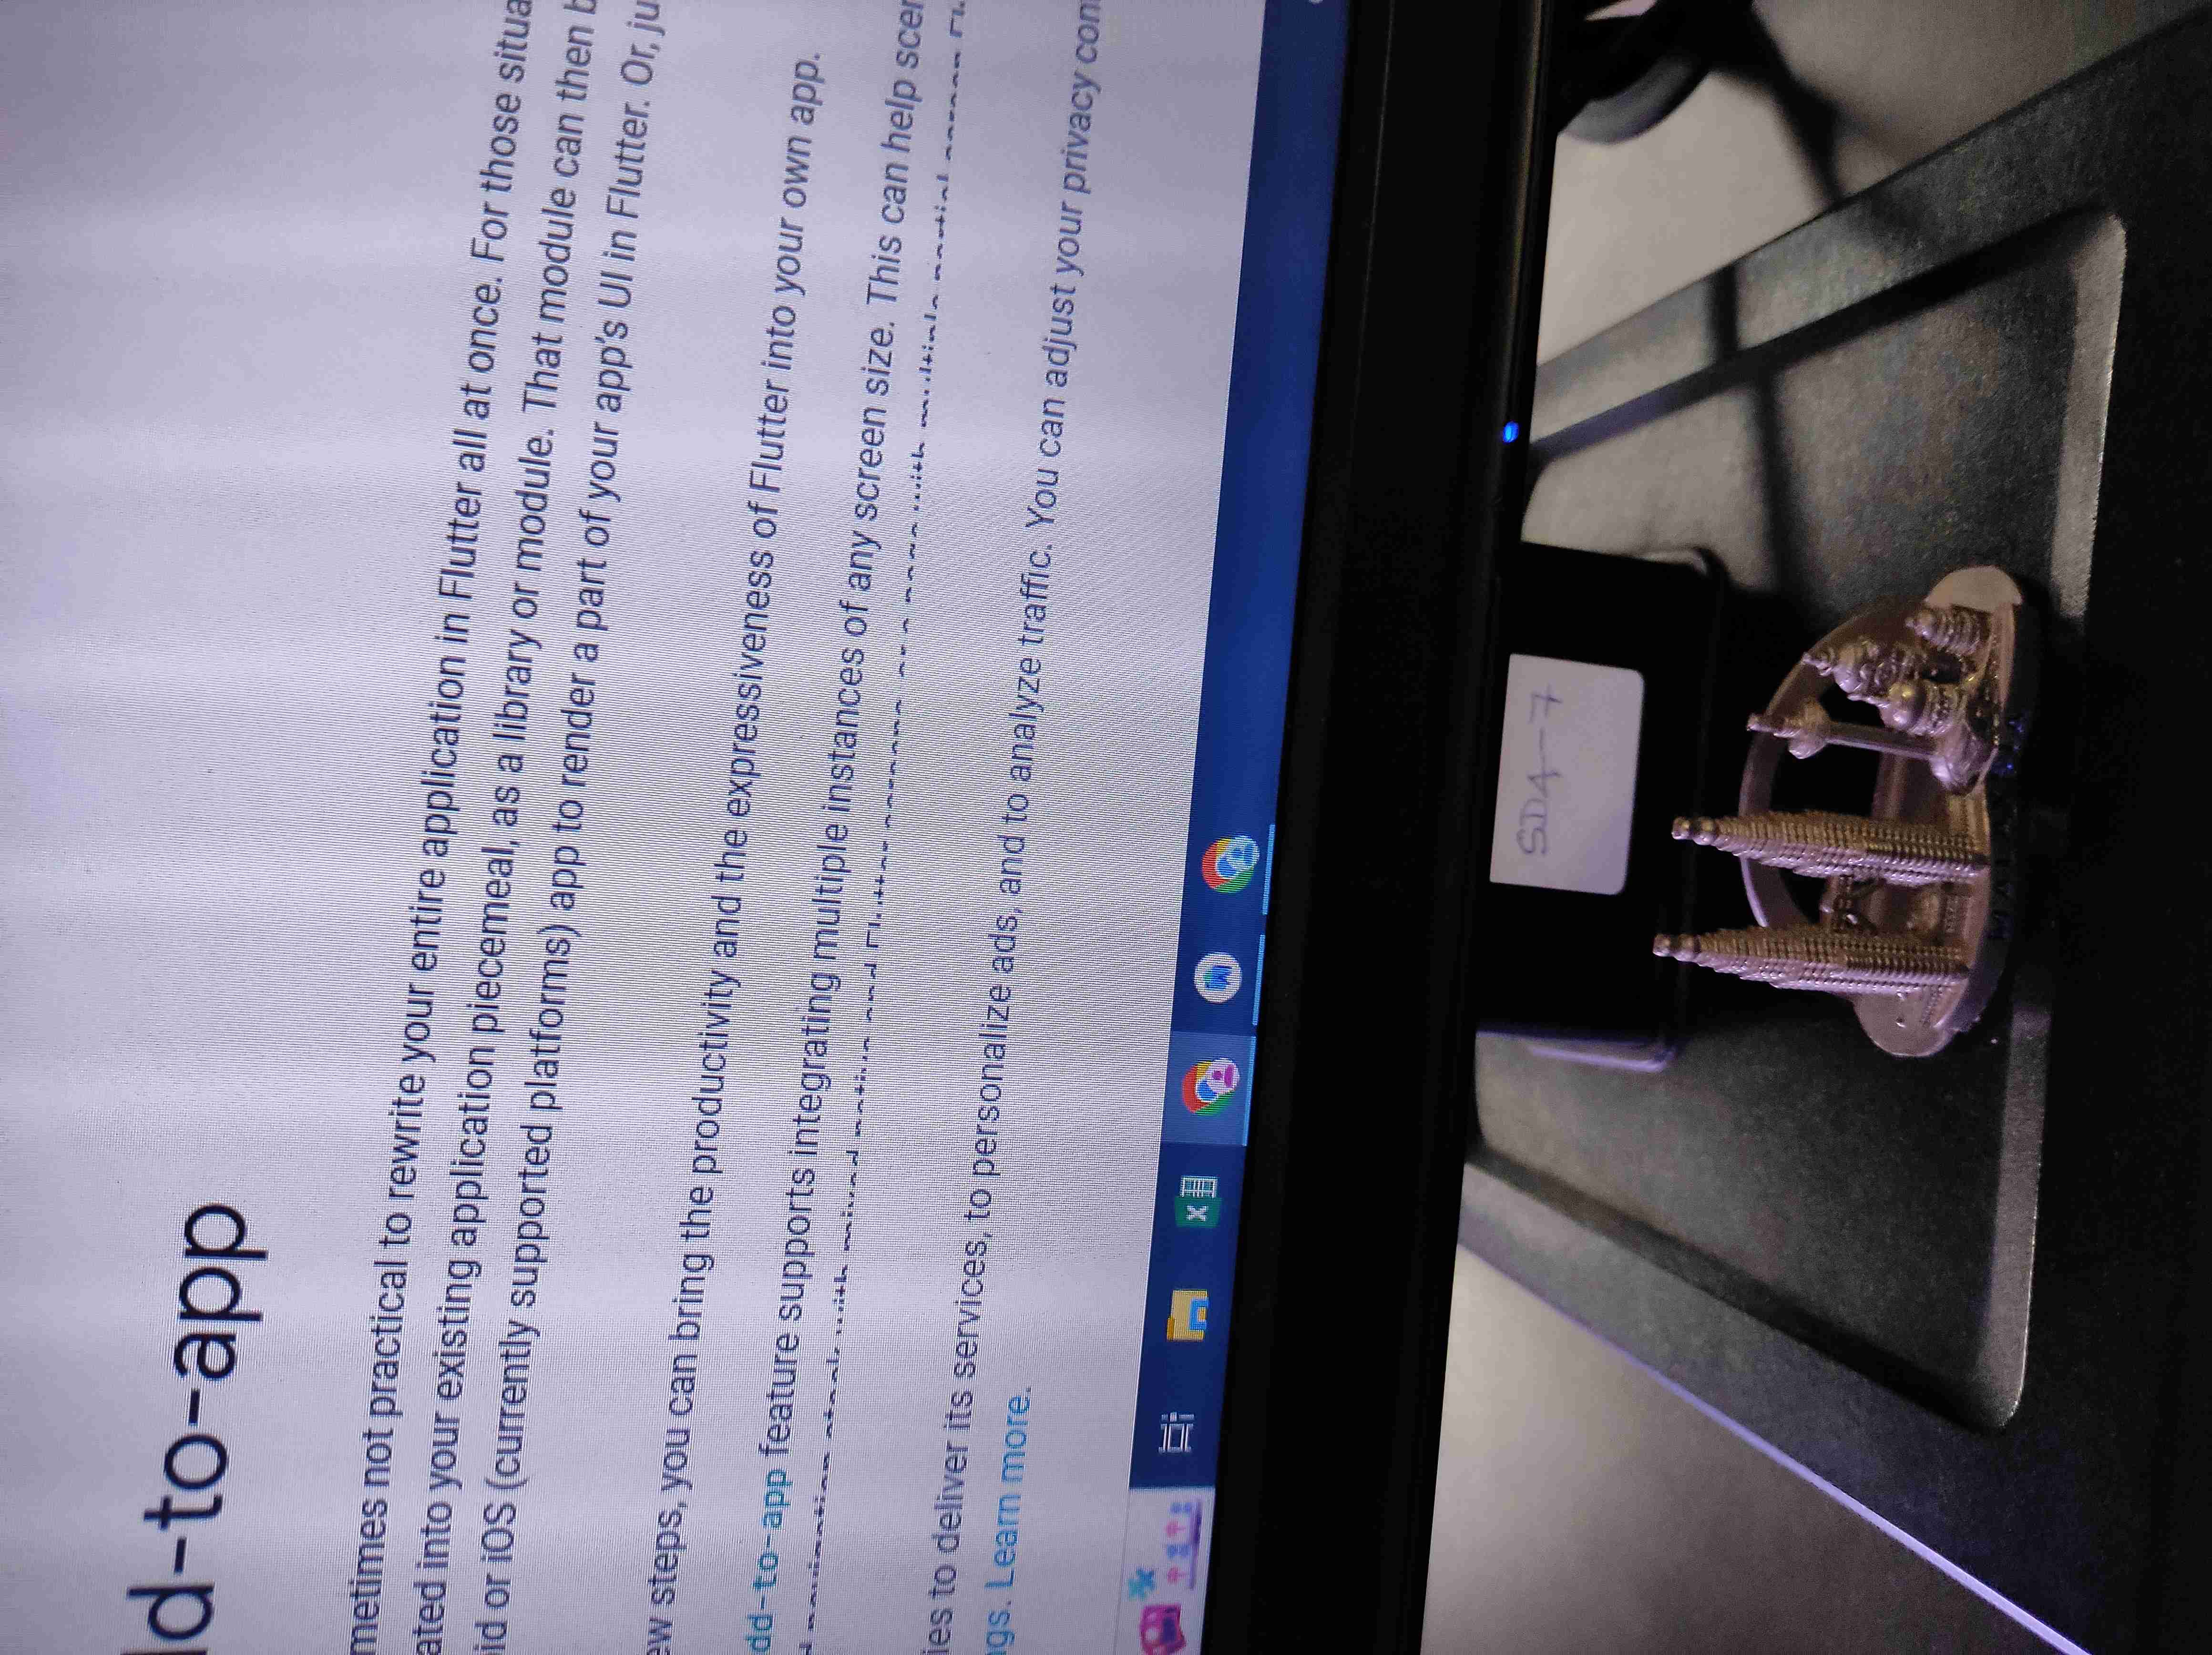 ld-to-app
metimes not practical to rewrite your entire application in Flutter all at once. For those situa
ated into your existing application piecemeal, as a library or module. That module can then b
id or iOS (currently supported platforms) app to render a part of your app's UI in Flutter. Or, ju
ew steps, you can bring the productivity and the expressiveness of Flutter into your own app.
dd-to-app feature supports integrating multiple instances of any screen size. This can help scen
ies to deliver its services, to personalize ads, and to analyze traffic. You can adjust your privacy con
ngs. Learn more.
SDA-7